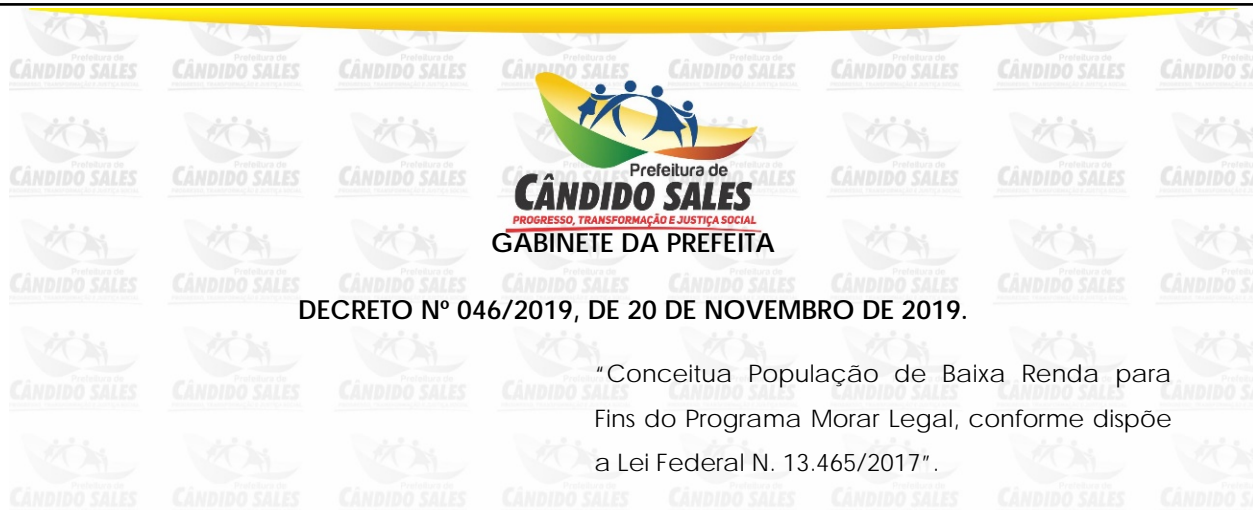 Prefeitura de
CÂNDIDO SALES
PROGRESSO, TRANSFORMAÇÃO E JUSTIÇA SOCIAL
GABINETE DA PREFEITA
DECRETO Nº 046/2019, DE 20 DE NOVEMBRO DE 2019.
"Conceitua População de Baixa Renda para
Fins do Programa Morar Legal, conforme dispõe
a Lei Federal N. 13.465/2017".